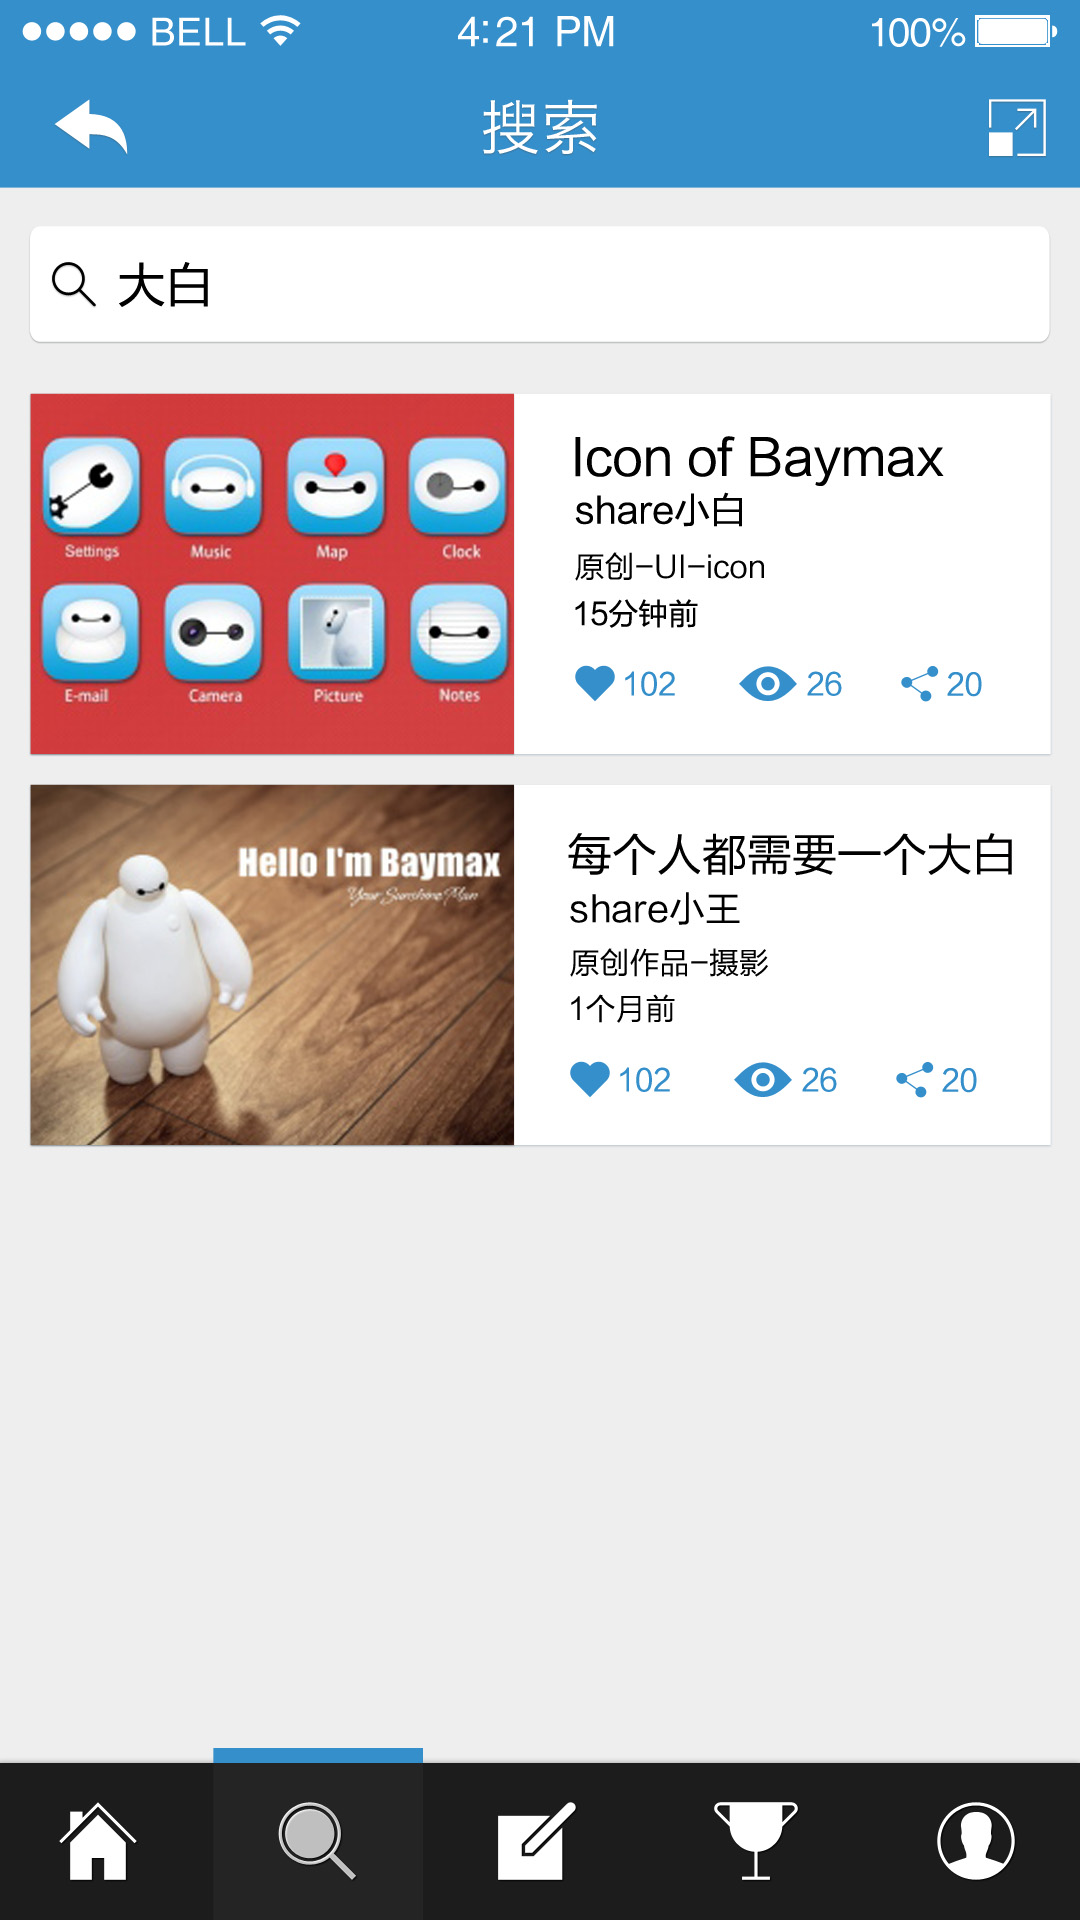 BELL 4:21 PM 100%
搜索
大白
Settings Music Map Clock
E-mail Camera Picture Notes
Icon of Baymax
share小白
原创-UI-icon
15分钟前
102 26 20
Hello I'm Baymax
Your Sunshine Man
每个人都需要一个大白
share小王
原创作品-摄影
1个月前
102 26 20